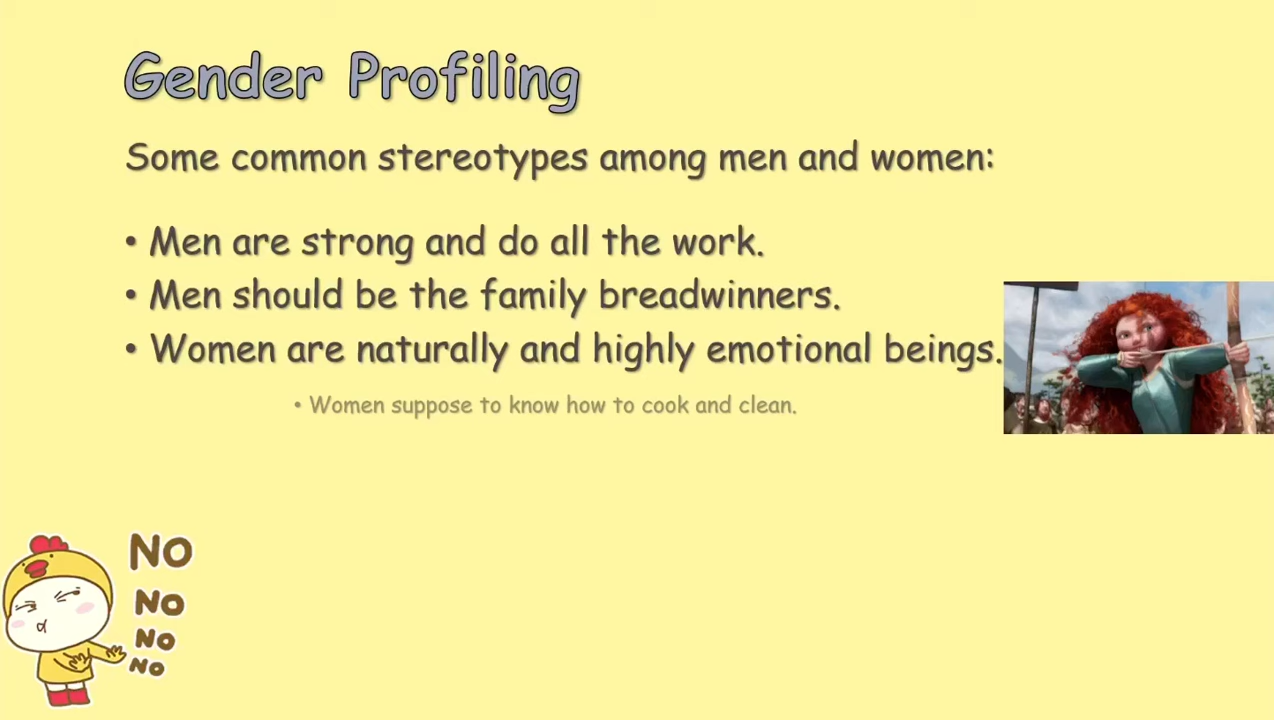 Gender Profiling
Some common stereotypes among men and women:
• Men are strong and do all the work.
• Men should be the family breadwinners.
• Women are naturally and highly emotional beings.
• Women suppose to know how to cook and clean.
NO
NO
NO
NO